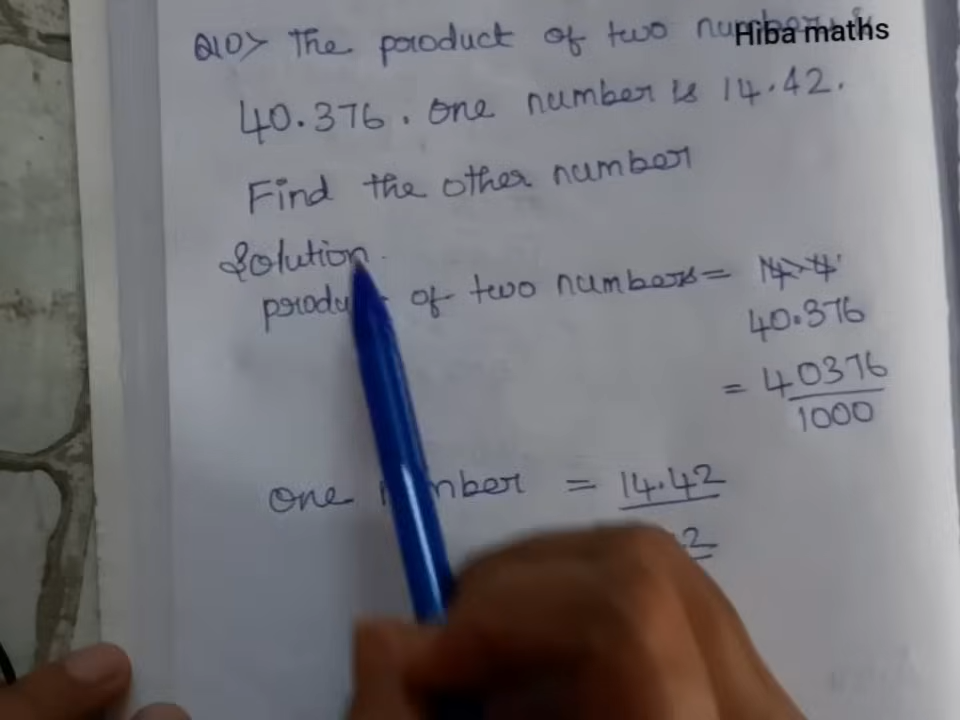 Q10> The product of two
Hiba maths
40.376. one number is 14.42.
Find the other number
Solution.
of two numbers =
40.376
= 40376
1000
one = 14.42